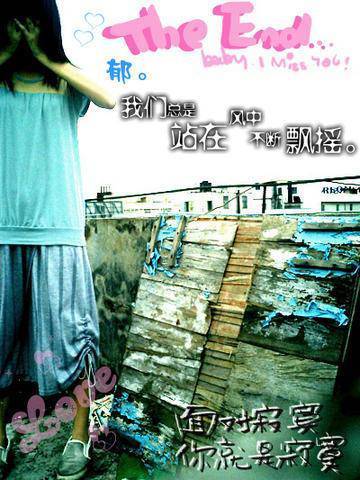 The End...
baby. I Miss You!
郁。
我们总是
站在风中
不断飘摇。
Love
面对寂寞
你就是寂寞